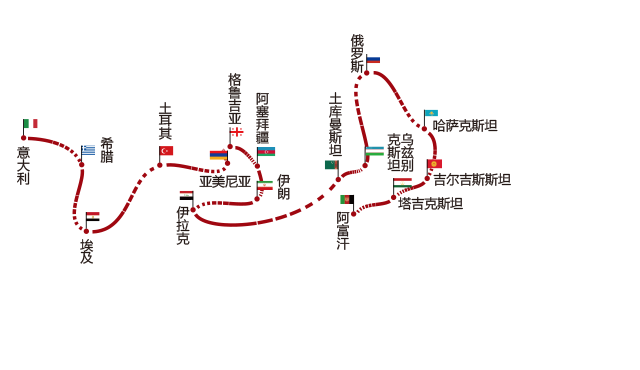 意大利
希腊
埃及
土耳其
亚美尼亚
格鲁吉亚
阿塞拜疆
伊朗
伊拉克
土库曼斯坦
乌兹别
克斯坦
俄罗斯
哈萨克斯坦
吉尔吉斯斯坦
塔吉克斯坦
阿富汗